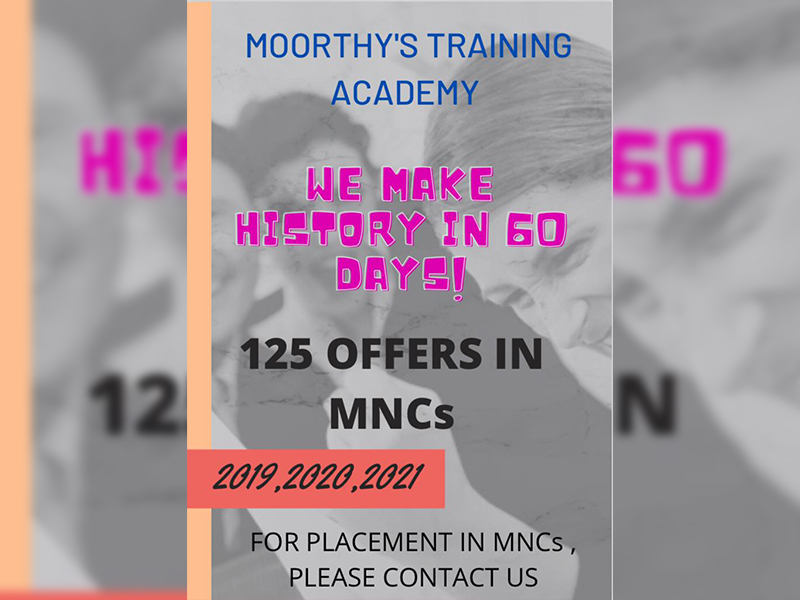 MOORTHY'S TRAINING
ACADEMY
WE MAKE
HISTORY IN 60
DAYS!
125 OFFERS IN
MNCs
2019,2020,2021
FOR PLACEMENT IN MNCs ,
PLEASE CONTACT US